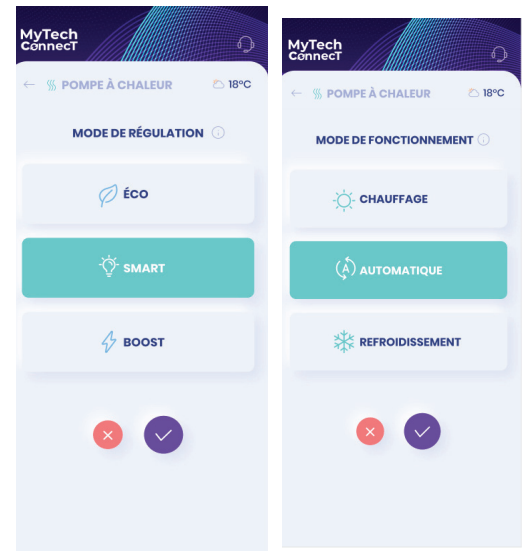 MyTech
ConnecT
POMPE À CHALEUR 18°C
MODE DE RÉGULATION
ÉCO
SMART
BOOST
MyTech
ConnecT
POMPE À CHALEUR 18°C
MODE DE FONCTIONNEMENT
CHAUFFAGE
A AUTOMATIQUE
REFROIDISSEMENT